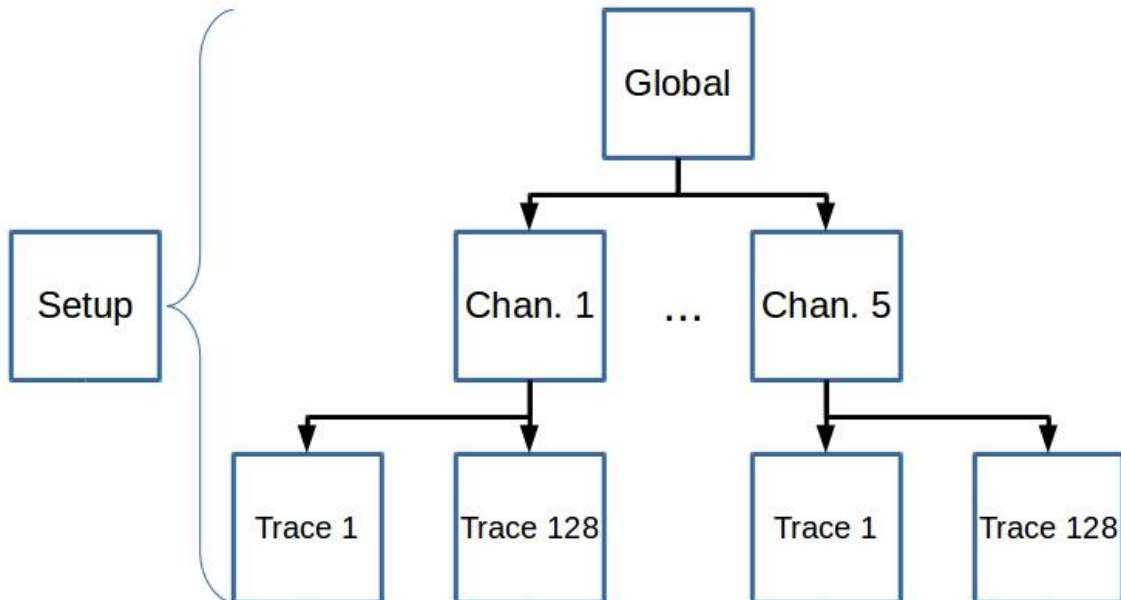 Global
Setup
Chan. 1
...
Chan. 5
Trace 1
Trace 128
Trace 1
Trace 128